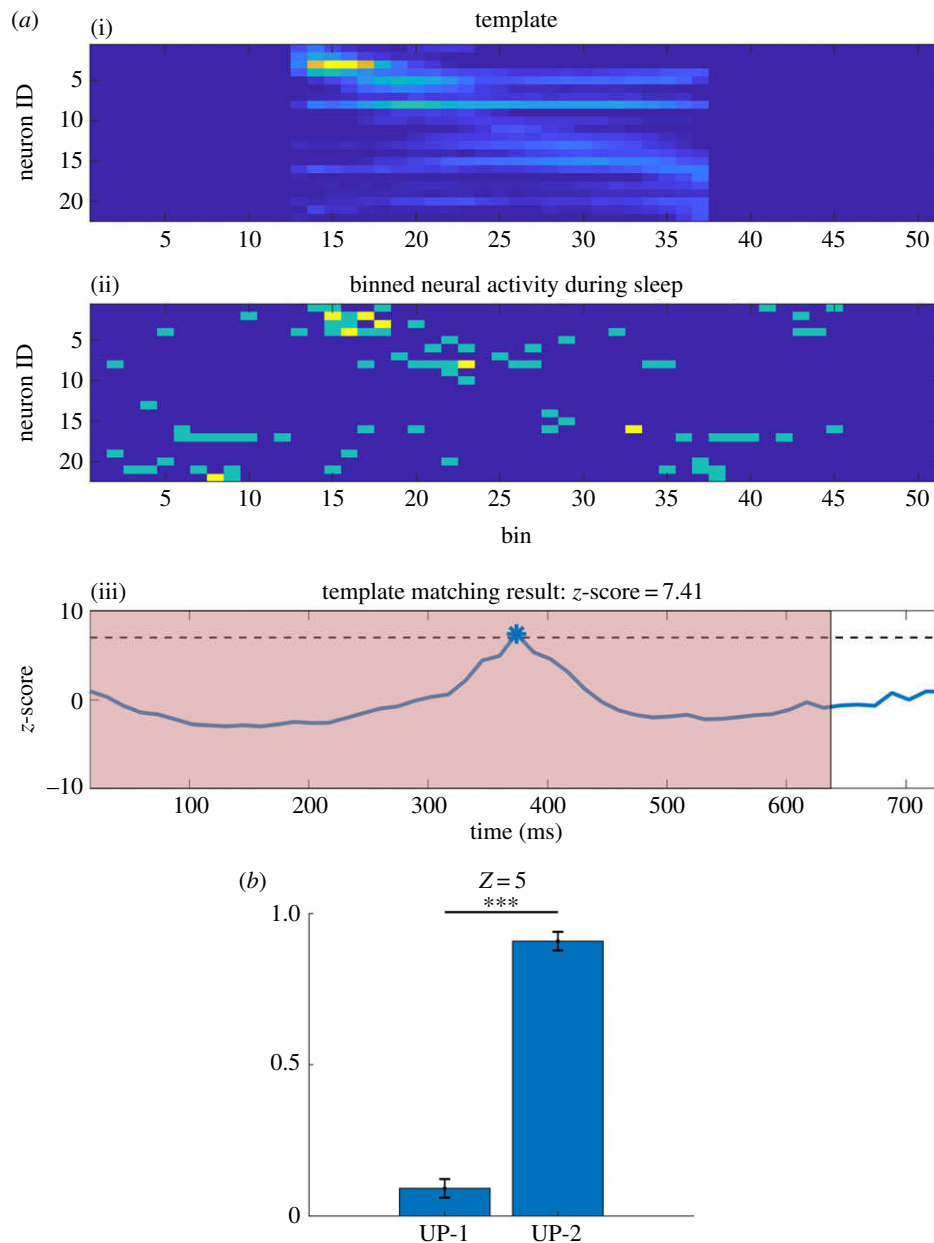 (a)
(i)
template
neuron ID
5
10
15
20
5 10 15 20 25 30 35 40 45 50
(ii)
binned neural activity during sleep
neuron ID
5
10
15
20
5 10 15 20 25 30 35 40 45 50
bin
(iii)
template matching result: z-score = 7.41
z-score
10
0
–10
100 200 300 400 500 600 700
time (ms)
(b)
Z = 5
***
1.0
0.5
0
UP-1 UP-2